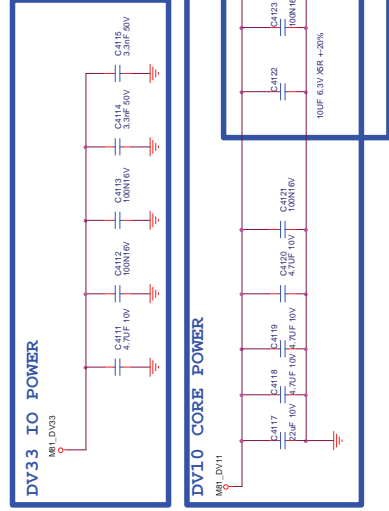 DV33 IO POWER
M81_DV33
C4111
4.7UF 10V
C4112
100N16V
C4113
100N16V
C4114
3.3nF 50V
C4115
3.3nF 50V
DV10 CORE POWER
M81_DV11
C4117
22uF 10V
C4118
4.7UF 10V
C4119
4.7UF 10V
C4120
4.7UF 10V
C4121
100N16V
C4122
10UF 6.3V X5R +-20%
C4123